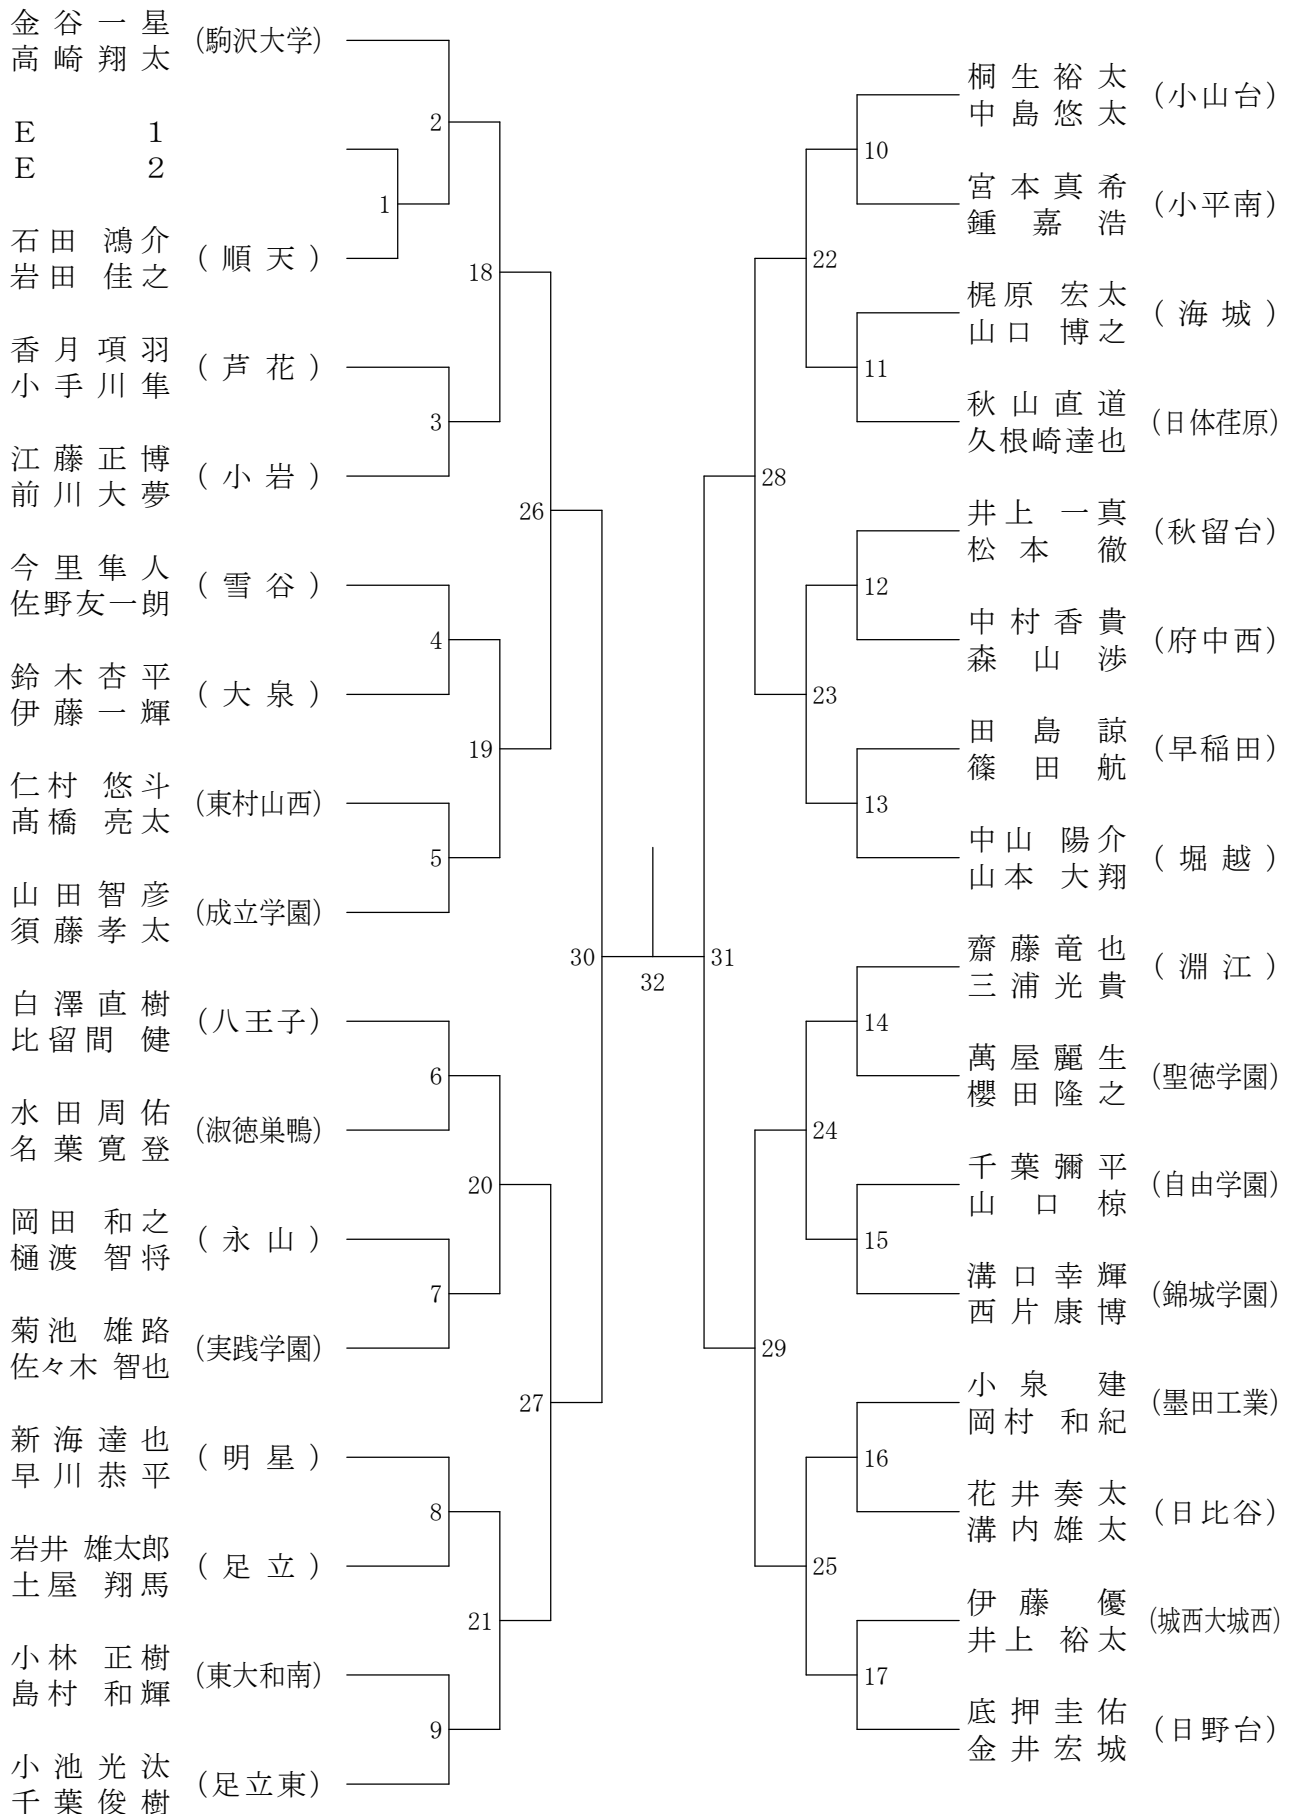 金谷一星
高崎翔太 (駒沢大学)
E 1
E 2
石田 鴻介
岩田 佳之 (順天)
香月項羽
小手川隼 (芦花)
江藤正博
前川大夢 (小岩)
今里隼人
佐野友一朗 (雪谷)
鈴木杏平
伊藤一輝 (大泉)
仁村 悠斗
髙橋 亮太 (東村山西)
山田智彦
須藤孝太 (成立学園)
白澤直樹
比留間 健 (八王子)
水田周佑
名葉寛登 (淑徳巣鴨)
岡田 和之
樋渡 智将 (永山)
菊池 雄路
佐々木 智也 (実践学園)
新海達也
早川恭平 (明星)
岩井 雄太郎
土屋 翔馬 (足立)
小林 正樹
島村 和輝 (東大和南)
小池光汰
千葉俊樹 (足立東)
1
2
3
4
5
6
7
8
9
18
19
20
21
26
27
30
32
31
28
29
22
23
24
25
10
11
12
13
14
15
16
17
桐生裕太
中島悠太 (小山台)
宮本真希
鍾嘉浩 (小平南)
梶原 宏太
山口 博之 (海城)
秋山直道
久根崎達也 (日体荏原)
井上 一真
松本 徹 (秋留台)
中村香貴
森山渉 (府中西)
田島諒
篠田航 (早稲田)
中山 陽介
山本 大翔 (堀越)
齋藤竜也
三浦光貴 (淵江)
萬屋麗生
櫻田隆之 (聖徳学園)
千葉彌平
山口椋 (自由学園)
溝口幸輝
西片康博 (錦城学園)
小泉 建
岡村 和紀 (墨田工業)
花井奏太
溝内雄太 (日比谷)
伊藤 優
井上 裕太 (城西大城西)
底押圭佑
金井宏城 (日野台)